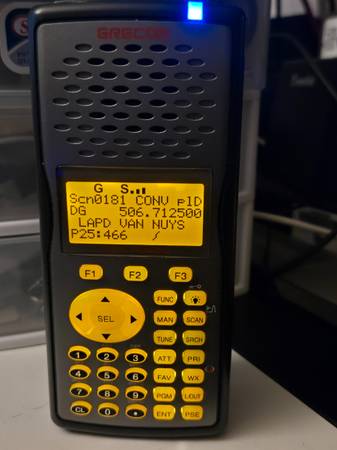 GRECOM
G S
Scn0181 CONV pID
DG 506.712500
LAPD VAN NUYS
P25:466
F1 F2 F3
FUNC
SEL
MAN SCAN
TUNE SRCH
1 2 3 ATT PRI
4 5 6 FAV WX
7 8 9 PGM L/OUT
CL 0 • ENT PSE